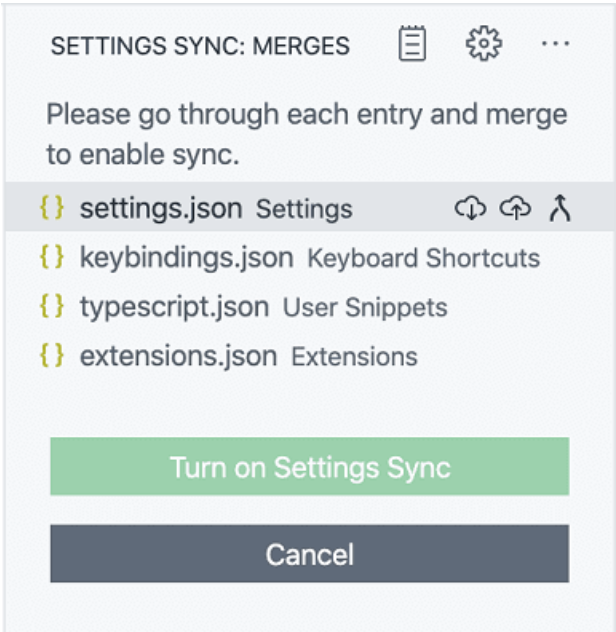 SETTINGS SYNC: MERGES
Please go through each entry and merge
to enable sync.
{} settings.json Settings
{} keybindings.json Keyboard Shortcuts
{} typescript.json User Snippets
{} extensions.json Extensions
Turn on Settings Sync
Cancel